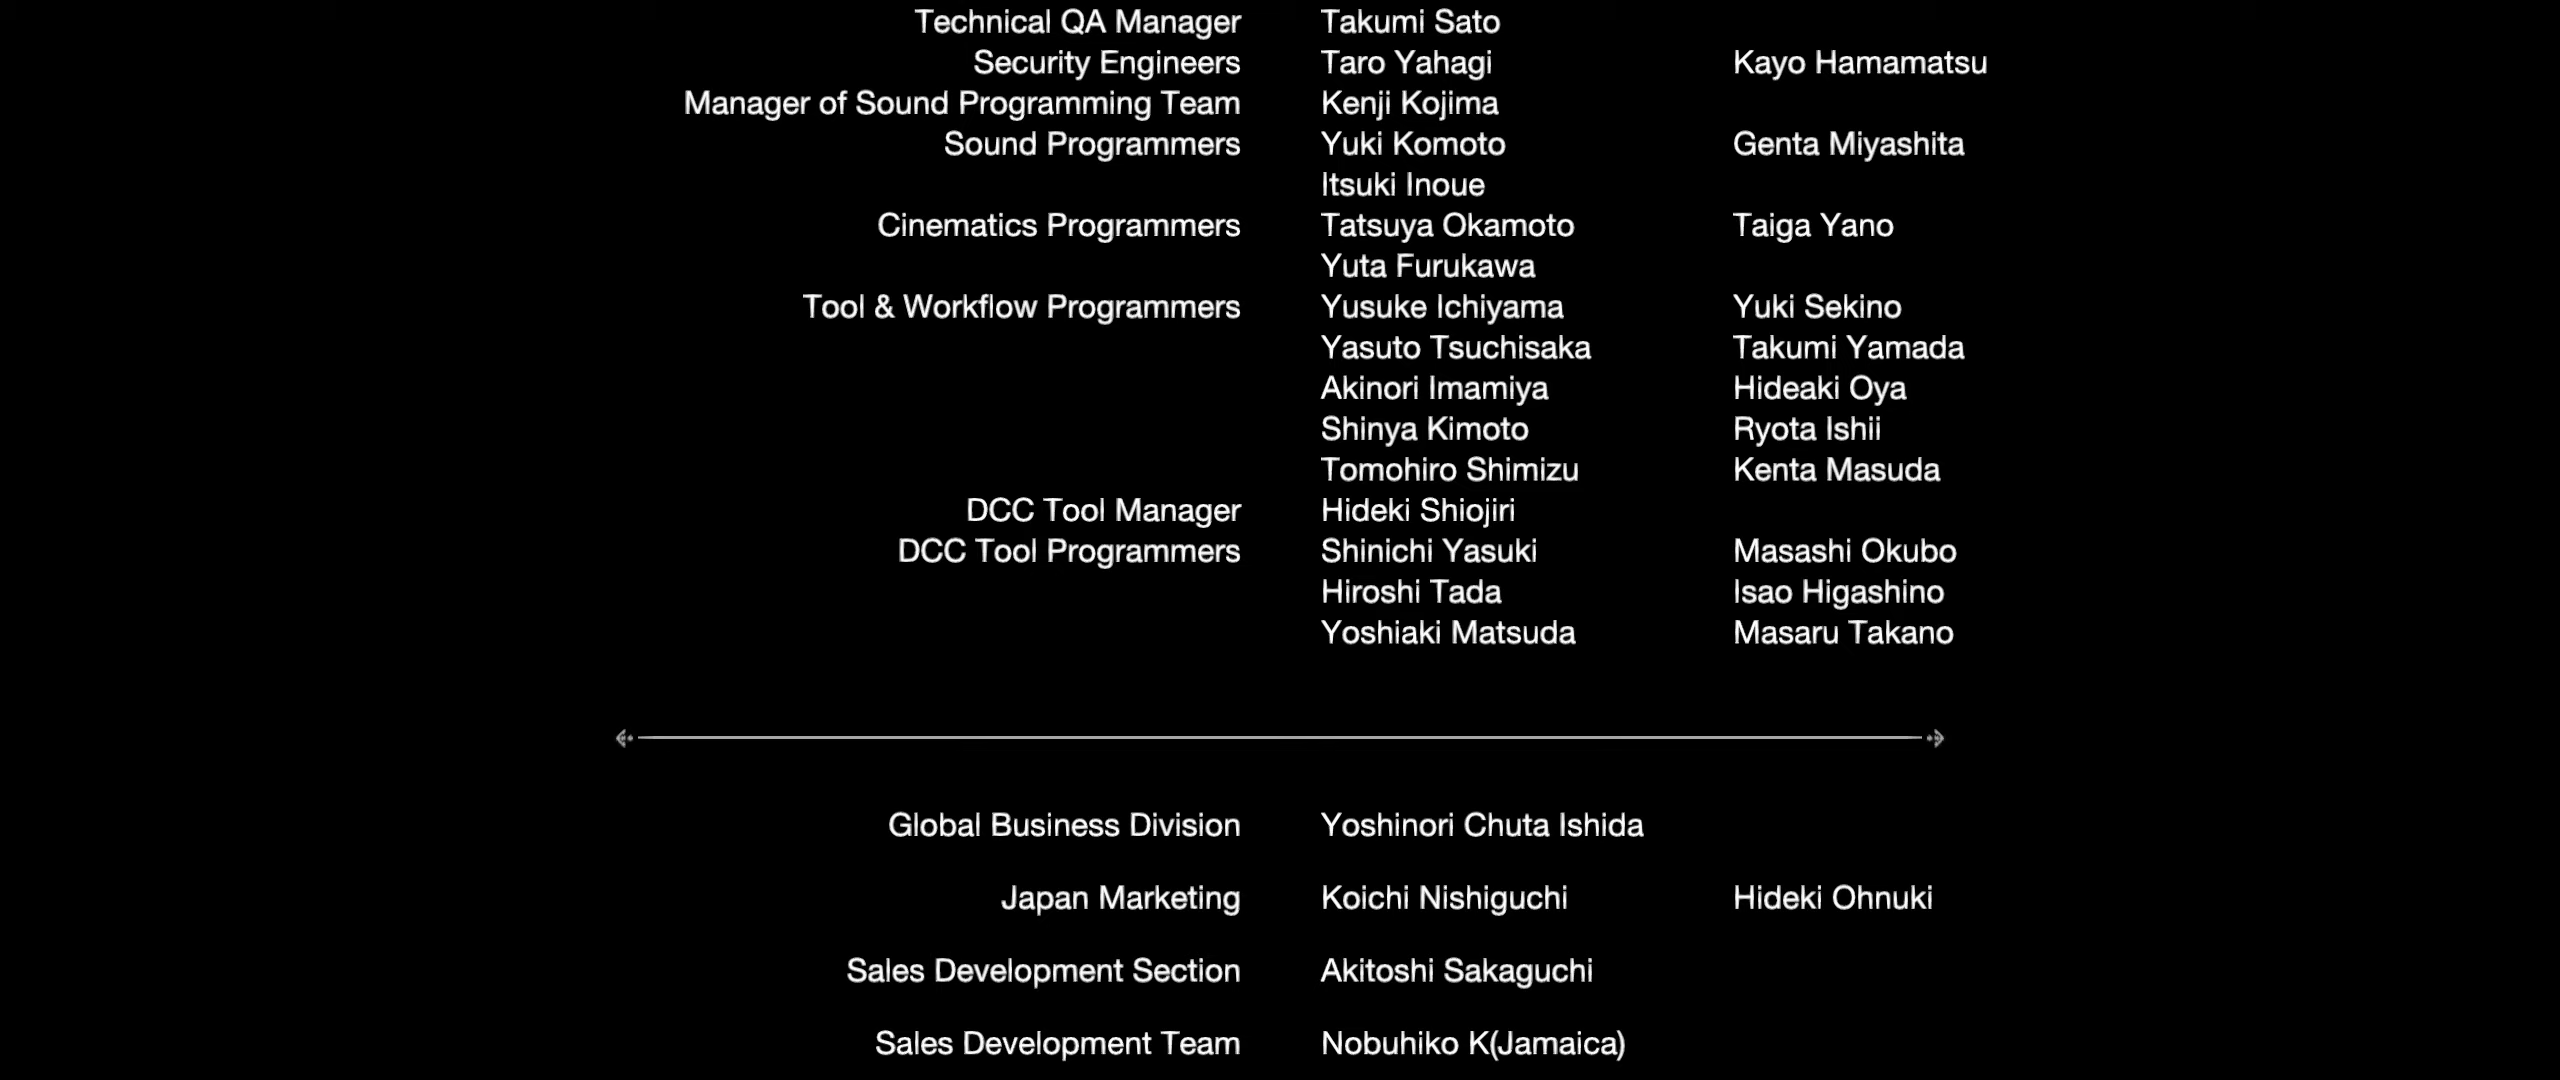 Technical QA Manager Takumi Sato
Security Engineers Taro Yahagi Kayo Hamamatsu
Manager of Sound Programming Team Kenji Kojima
Sound Programmers Yuki Komoto Genta Miyashita
Itsuki Inoue
Cinematics Programmers Tatsuya Okamoto Taiga Yano
Yuta Furukawa
Tool & Workflow Programmers Yusuke Ichiyama Yuki Sekino
Yasuto Tsuchisaka Takumi Yamada
Akinori Imamiya Hideaki Oya
Shinya Kimoto Ryota Ishii
Tomohiro Shimizu Kenta Masuda
DCC Tool Manager Hideki Shiojiri
DCC Tool Programmers Shinichi Yasuki Masashi Okubo
Hiroshi Tada Isao Higashino
Yoshiaki Matsuda Masaru Takano
Global Business Division Yoshinori Chuta Ishida
Japan Marketing Koichi Nishiguchi Hideki Ohnuki
Sales Development Section Akitoshi Sakaguchi
Sales Development Team Nobuhiko K(Jamaica)